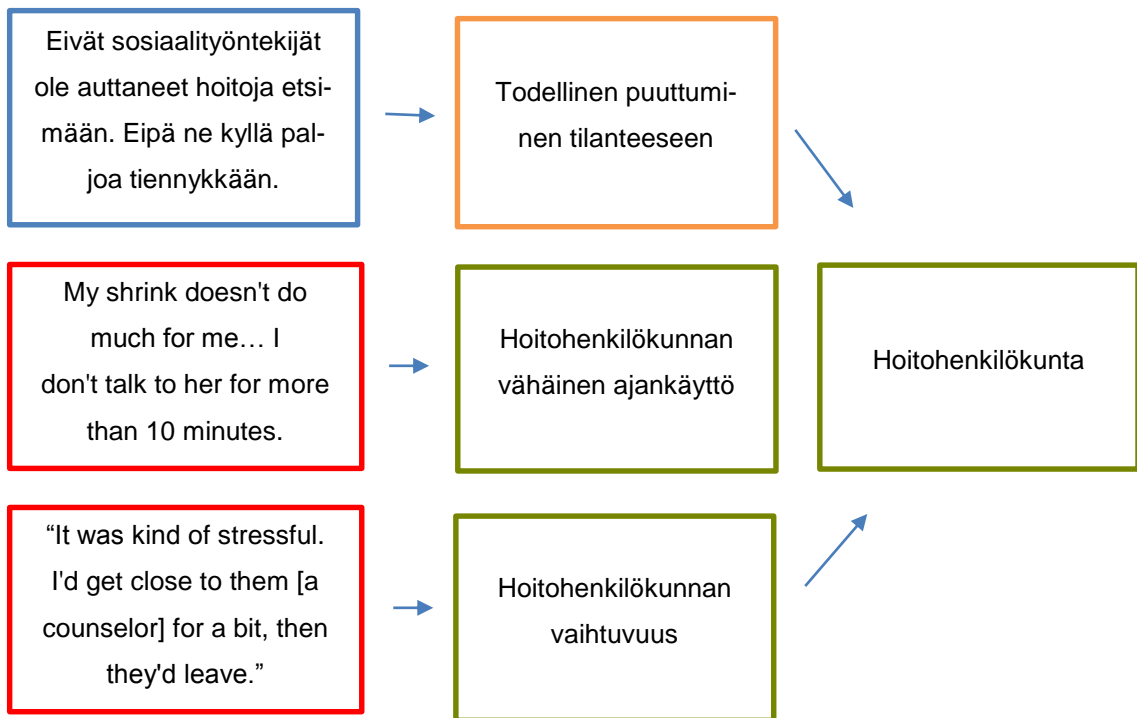 Eivät sosiaalityöntekijät
ole auttaneet hoitoja etsi-
mään. Eipä ne kyllä pal-
joa tiennykkään.
Todellinen puuttumi-
nen tilanteeseen
My shrink doesn't do
much for me… I
don't talk to her for more
than 10 minutes.
Hoitohenkilökunnan
vähäinen ajankäyttö
Hoitohenkilökunta
“It was kind of stressful.
I'd get close to them [a
counselor] for a bit, then
they'd leave.”
Hoitohenkilökunnan
vaihtuvuus